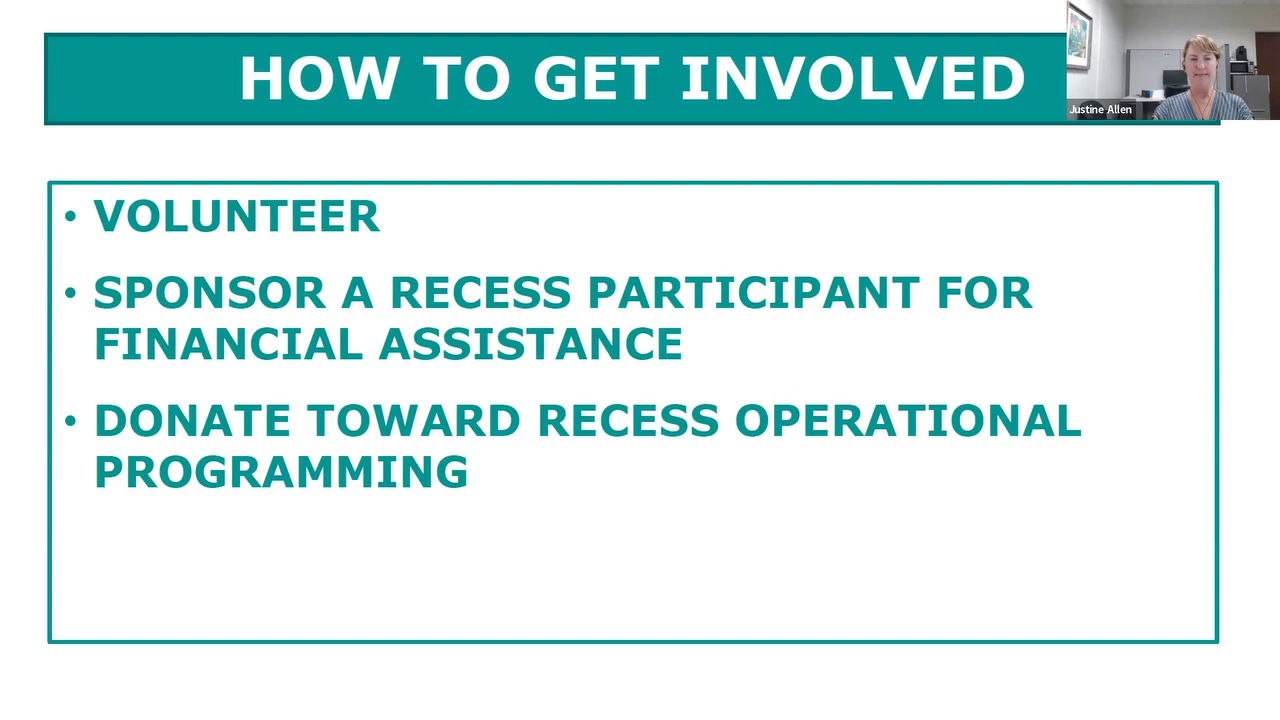 HOW TO GET INVOLVED
Justine Allen
• VOLUNTEER
• SPONSOR A RECESS PARTICIPANT FOR
FINANCIAL ASSISTANCE
• DONATE TOWARD RECESS OPERATIONAL
PROGRAMMING